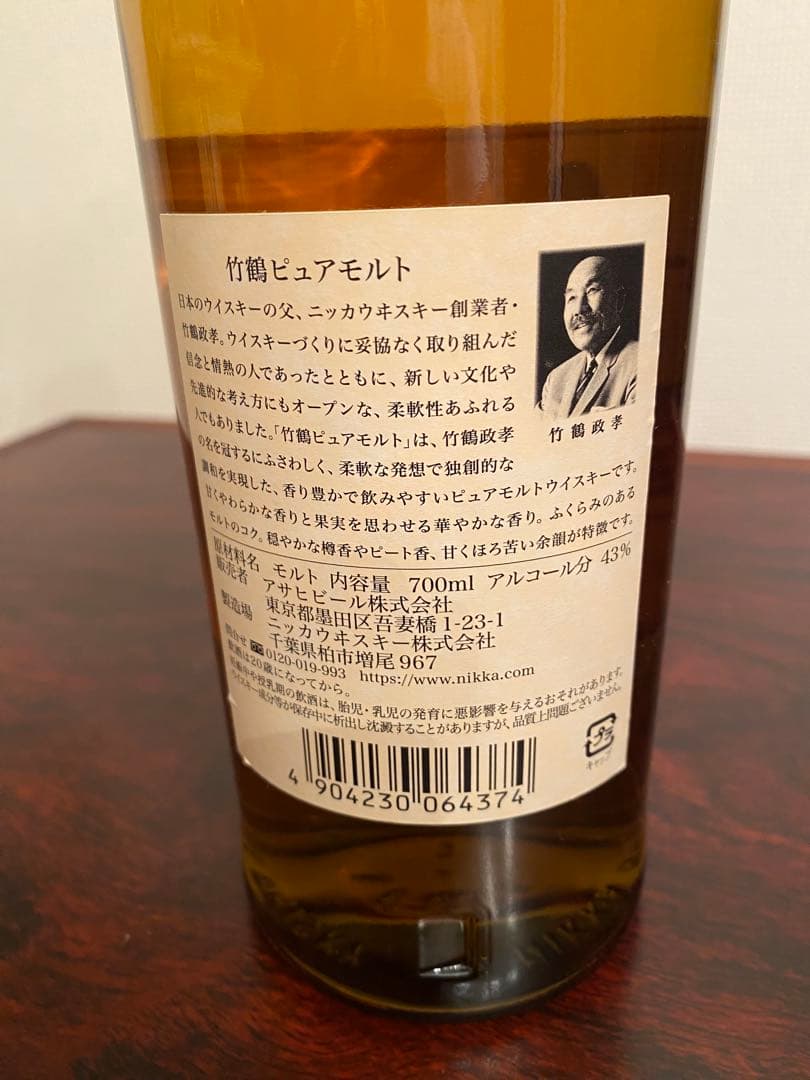 竹鶴ピュアモルト
日本のウイスキーの父、ニッカウヰスキー創業者・
竹鶴政孝。ウイスキーづくりに妥協なく取り組んだ
信念と情熱の人であったとともに、新しい文化や
先進的な考え方にもオープンな、柔軟性あふれる
人でもありました。「竹鶴ピュアモルト」は、竹鶴政孝
の名を冠するにふさわしく、柔軟な発想で独創的な
調和を実現した、香り豊かで飲みやすいピュアモルトウイスキーです。
甘くやわらかな香りと果実を思わせる華やかな香り。ふくらみのある
モルトのコク。穏やかな樽香やピート香、甘くほろ苦い余韻が特徴です。
竹鶴政孝
原材料名 モルト 内容量 700ml アルコール分 43%
販売者 アサヒビール株式会社
東京都墨田区吾妻橋1-23-1
製造場 ニッカウヰスキー株式会社
千葉県柏市増尾967
問合せ 0120-019-993 https://www.nikka.com
飲酒は20歳になってから。
妊娠中や授乳期の飲酒は、胎児・乳児の発育に悪影響を与えるおそれがあります。
ウイスキー成分等が保存中に析出し沈澱することがありますが、品質上問題ございません。
プラ
キャップ
4 904230 064374
NIKKA